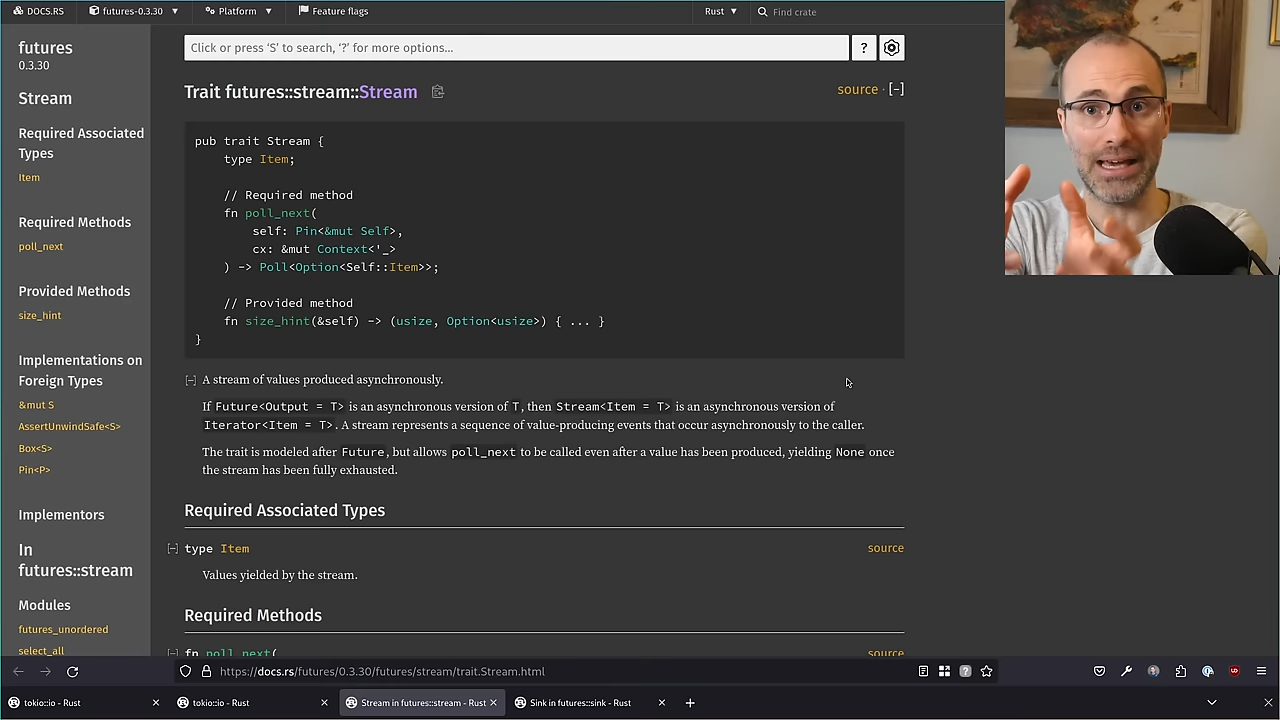 DOCS.RS
futures-0.3.30
Platform
Feature flags
Rust
Find crate
futures
0.3.30
Stream
Required Associated
Types
Item
Required Methods
poll_next
Provided Methods
size_hint
Implementations on
Foreign Types
&mut S
AssertUnwindSafe<S>
Box<S>
Pin<P>
Implementors
In
futures::stream
Modules
futures_unordered
select_all
Click or press ‘S’ to search, ‘?’ for more options…
?
Trait futures::stream::Stream
source · [−]
pub trait Stream {
    type Item;
    // Required method
    fn poll_next(
        self: Pin<&mut Self>,
        cx: &mut Context<'_>
    ) -> Poll<Option<Self::Item>>;
    // Provided method
    fn size_hint(&self) -> (usize, Option<usize>) { ... }
}
[−] A stream of values produced asynchronously.
If Future<Output = T> is an asynchronous version of T, then Stream<Item = T> is an asynchronous version of
Iterator<Item = T>. A stream represents a sequence of value-producing events that occur asynchronously to the caller.
The trait is modeled after Future, but allows poll_next to be called even after a value has been produced, yielding None once
the stream has been fully exhausted.
Required Associated Types
[−] type Item
source
Values yielded by the stream.
Required Methods
[−] fn poll_next(
source
https://docs.rs/futures/0.3.30/futures/stream/trait.Stream.html
tokio::io - Rust
tokio::io - Rust
Stream in futures::stream - Rust
Sink in futures::sink - Rust